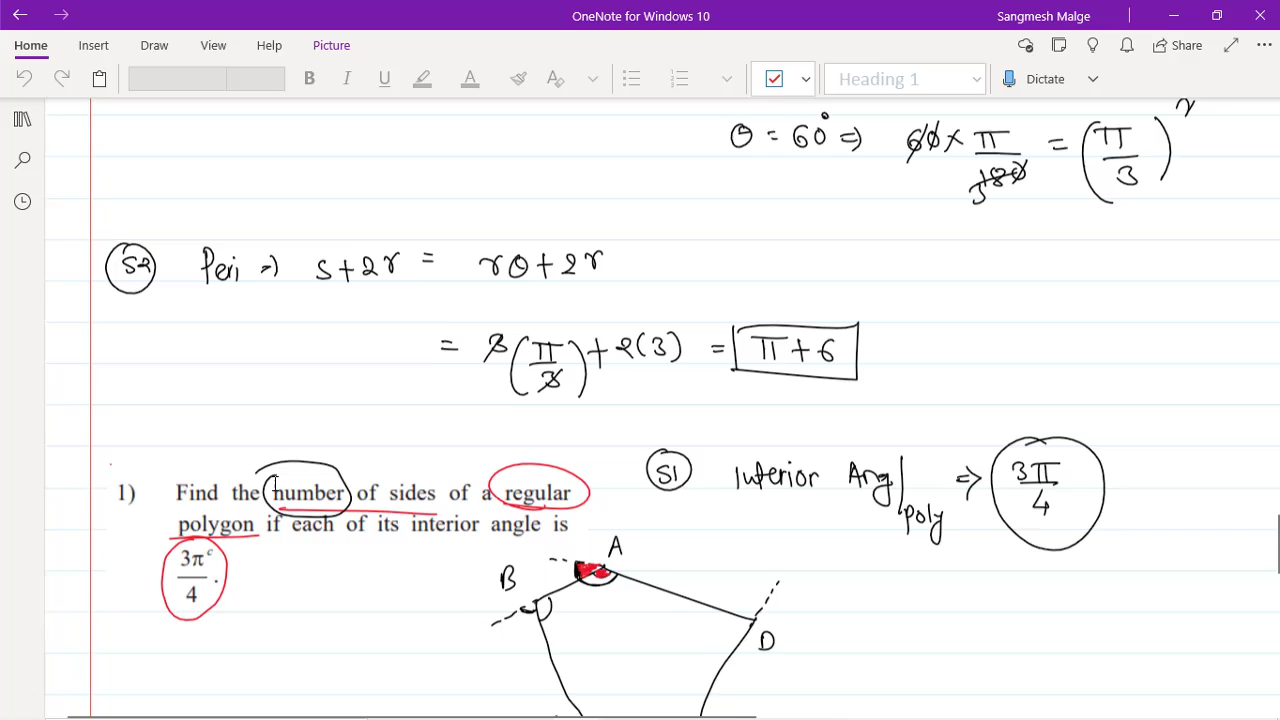 OneNote for Windows 10
Sangmesh Malge
Home Insert Draw View Help Picture
Share
B I U A
Heading 1
Dictate
θ = 60° ⇒ 60 × π/180 = (π/3)
S2 Peri ⇒ S+2r = rθ+2r
= 3(π/3)+2(3) = π+6
1) Find the number of sides of a regular
polygon if each of its interior angle is
3πᶜ/4.
S1 Interior Ang/poly ⇒ 3π/4
A
B
D